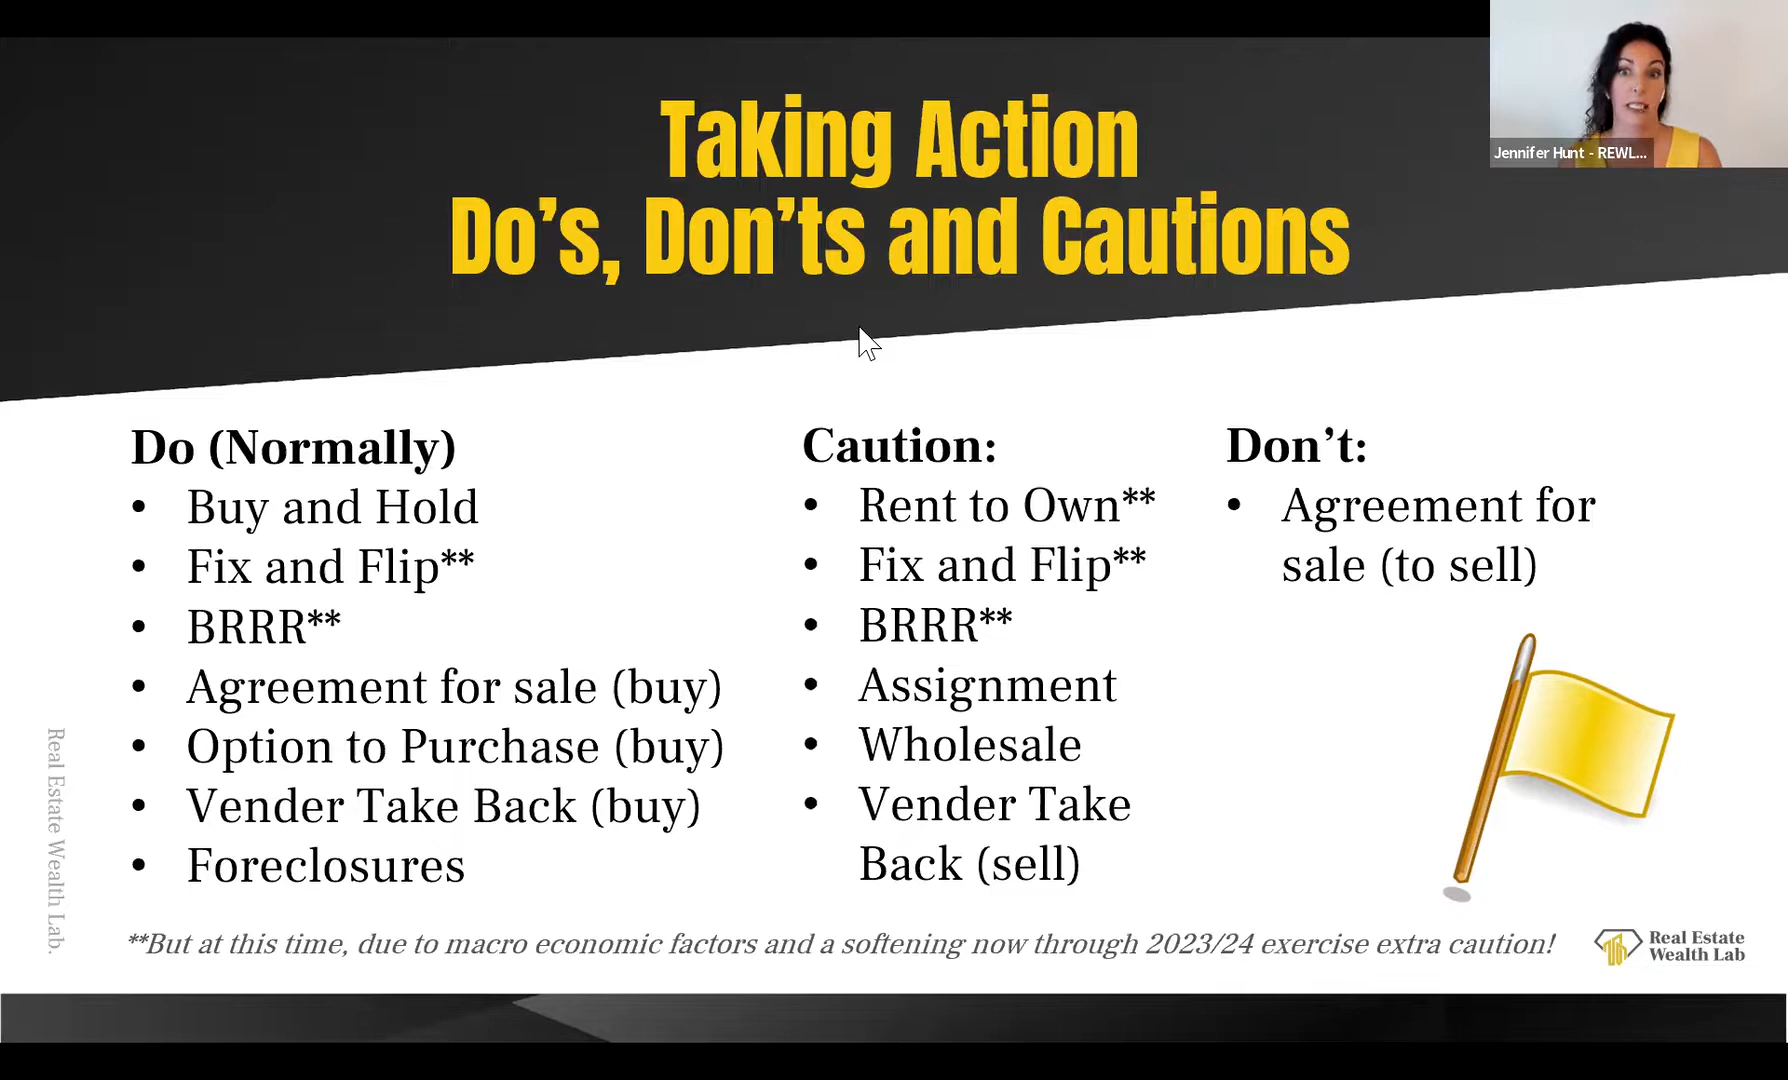 Taking Action
Do’s, Don’ts and Cautions
Jennifer Hunt - REWL...
Do (Normally)
• Buy and Hold
• Fix and Flip**
• BRRR**
• Agreement for sale (buy)
• Option to Purchase (buy)
• Vender Take Back (buy)
• Foreclosures
Caution:
• Rent to Own**
• Fix and Flip**
• BRRR**
• Assignment
• Wholesale
• Vender Take
Back (sell)
Don’t:
• Agreement for
sale (to sell)
Real Estate Wealth Lab.
**But at this time, due to macro economic factors and a softening now through 2023/24 exercise extra caution!
Real Estate
Wealth Lab